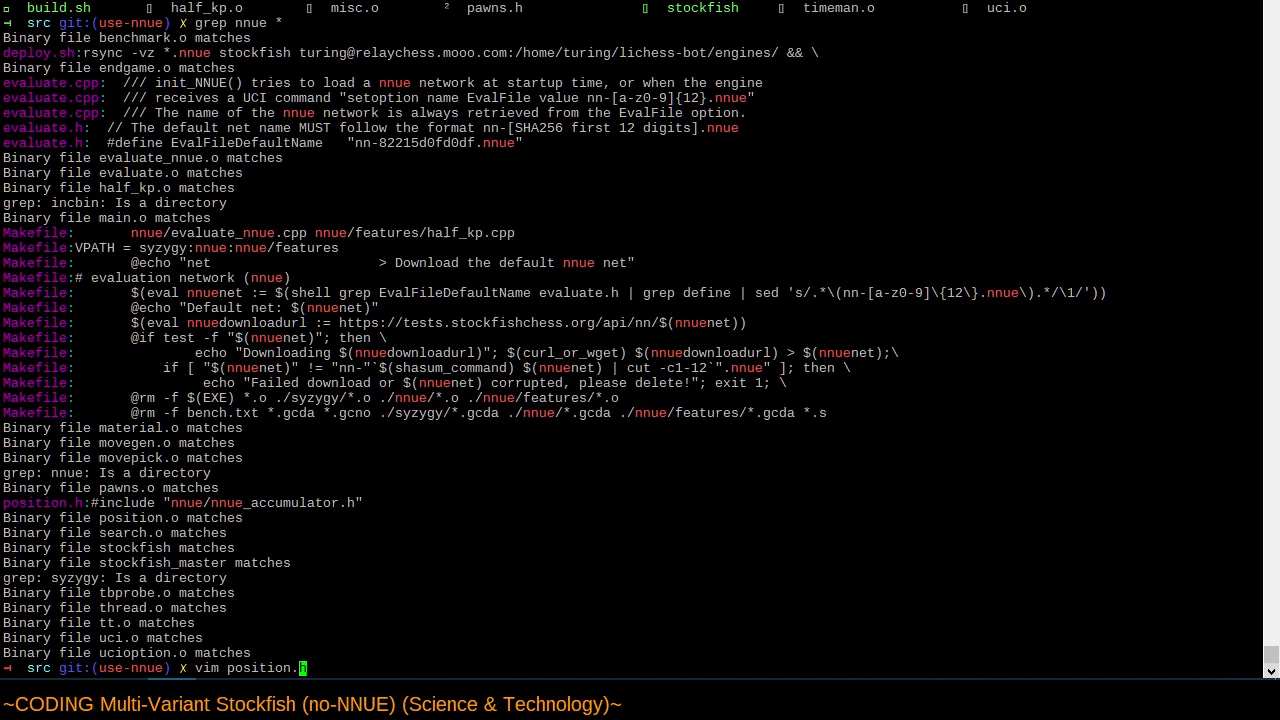 build.sh half_kp.o misc.o ² pawns.h stockfish timeman.o uci.o
src git:(use-nnue) ✗ grep nnue *
Binary file benchmark.o matches
deploy.sh:rsync -vz *.nnue stockfish turing@relaychess.mooo.com:/home/turing/lichess-bot/engines/ && \
Binary file endgame.o matches
evaluate.cpp:  /// init_NNUE() tries to load a nnue network at startup time, or when the engine
evaluate.cpp:  /// receives a UCI command "setoption name EvalFile value nn-[a-z0-9]{12}.nnue"
evaluate.cpp:  /// The name of the nnue network is always retrieved from the EvalFile option.
evaluate.h:  // The default net name MUST follow the format nn-[SHA256 first 12 digits].nnue
evaluate.h:  #define EvalFileDefaultName   "nn-82215d0fd0df.nnue"
Binary file evaluate_nnue.o matches
Binary file evaluate.o matches
Binary file half_kp.o matches
grep: incbin: Is a directory
Binary file main.o matches
Makefile:       nnue/evaluate_nnue.cpp nnue/features/half_kp.cpp
Makefile:VPATH = syzygy:nnue:nnue/features
Makefile:       @echo "net                     > Download the default nnue net"
Makefile:# evaluation network (nnue)
Makefile:       $(eval nnuenet := $(shell grep EvalFileDefaultName evaluate.h | grep define | sed 's/.*\(nn-[a-z0-9]\{12\}.nnue\).*/\1/'))
Makefile:       @echo "Default net: $(nnuenet)"
Makefile:       $(eval nnuedownloadurl := https://tests.stockfishchess.org/api/nn/$(nnuenet))
Makefile:       @if test -f "$(nnuenet)"; then \
Makefile:               echo "Downloading $(nnuedownloadurl)"; $(curl_or_wget) $(nnuedownloadurl) > $(nnuenet);\
Makefile:           if [ "$(nnuenet)" != "nn-"`$(shasum_command) $(nnuenet) | cut -c1-12`".nnue" ]; then \
Makefile:                echo "Failed download or $(nnuenet) corrupted, please delete!"; exit 1; \
Makefile:       @rm -f $(EXE) *.o ./syzygy/*.o ./nnue/*.o ./nnue/features/*.o
Makefile:       @rm -f bench.txt *.gcda *.gcno ./syzygy/*.gcda ./nnue/*.gcda ./nnue/features/*.gcda *.s
Binary file material.o matches
Binary file movegen.o matches
Binary file movepick.o matches
grep: nnue: Is a directory
Binary file pawns.o matches
position.h:#include "nnue/nnue_accumulator.h"
Binary file position.o matches
Binary file search.o matches
Binary file stockfish matches
Binary file stockfish_master matches
grep: syzygy: Is a directory
Binary file tbprobe.o matches
Binary file thread.o matches
Binary file tt.o matches
Binary file uci.o matches
Binary file ucioption.o matches
src git:(use-nnue) ✗ vim position.h
~CODING Multi-Variant Stockfish (no-NNUE) (Science & Technology)~